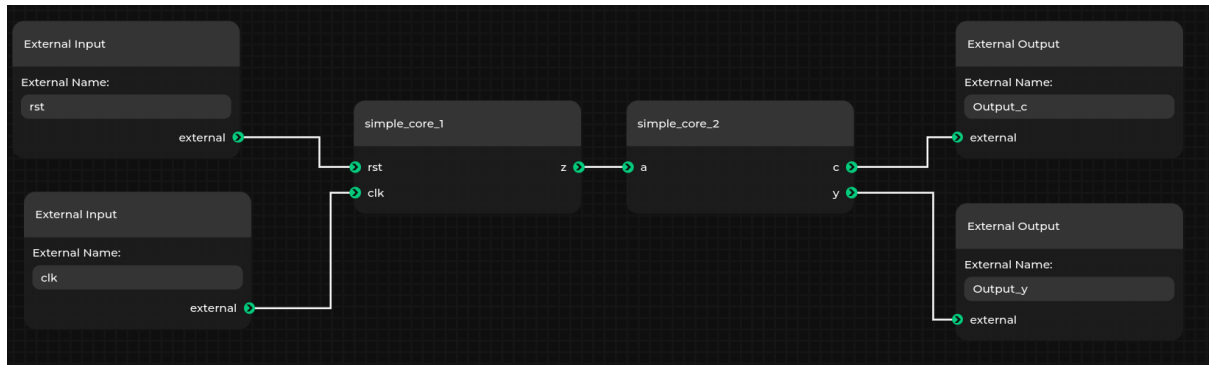 External Input
External Name:
rst
external
External Input
External Name:
clk
external
simple_core_1
rst
z
clk
simple_core_2
a
c
y
External Output
External Name:
Output_c
external
External Output
External Name:
Output_y
external